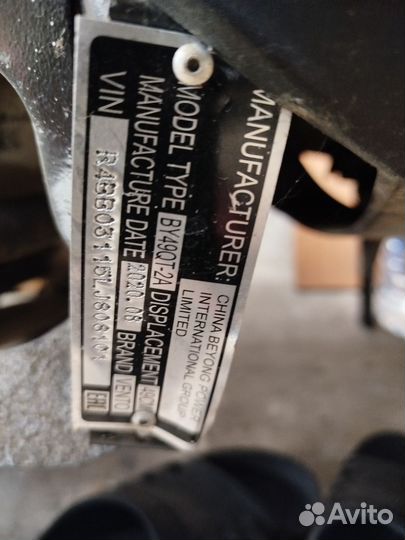 MANUFACTURER: CHINA BEYONG POWER
INTERNATIONAL GROUP
LIMITED
MODEL TYPE BY49QT-2A DISPLACEMENT
MANUFACTURE DATE 2020.08 BRAND VENTO
VIN
EAC
Avito